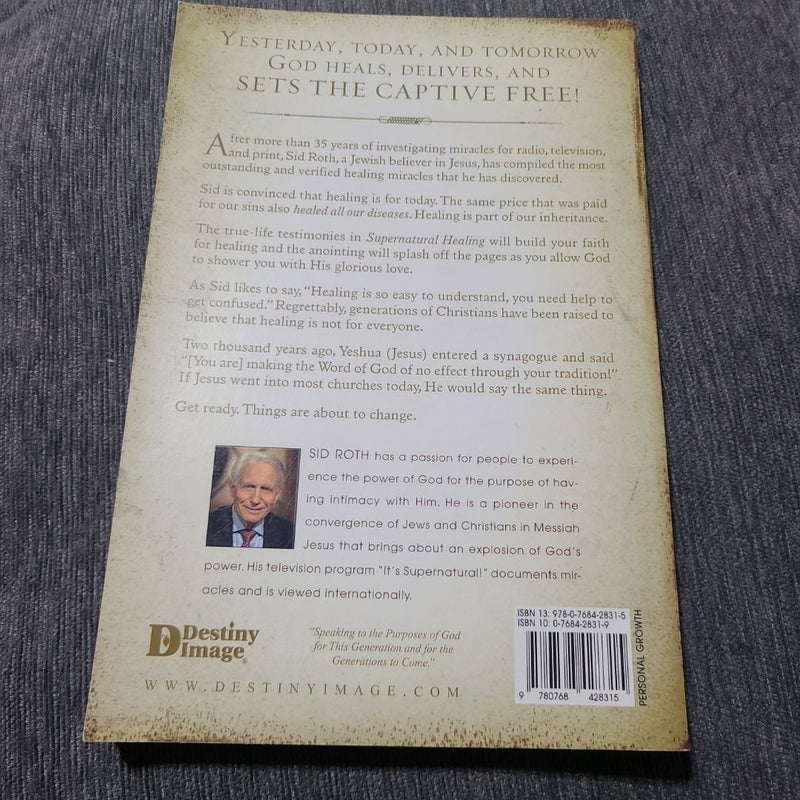 YESTERDAY, TODAY, AND TOMORROW
GOD HEALS, DELIVERS, AND
SETS THE CAPTIVE FREE!
After more than 35 years of investigating miracles for radio, television,
and print, Sid Roth, a Jewish believer in Jesus, has compiled the most
outstanding and verified healing miracles that he has discovered.
Sid is convinced that healing is for today. The same price that was paid
for our sins also healed all our diseases. Healing is part of our inheritance.
The true-life testimonies in Supernatural Healing will build your faith
for healing and the anointing will splash off the pages as you allow God
to shower you with His glorious love.
As Sid likes to say, “Healing is so easy to understand, you need help to
get confused.” Regrettably, generations of Christians have been raised to
believe that healing is not for everyone.
Two thousand years ago, Yeshua (Jesus) entered a synagogue and said
“[You are] making the Word of God of no effect through your tradition!”
If Jesus went into most churches today, He would say the same thing.
Get ready. Things are about to change.
SID ROTH has a passion for people to experi-
ence the power of God for the purpose of hav-
ing intimacy with Him. He is a pioneer in the
convergence of Jews and Christians in Messiah
Jesus that brings about an explosion of God's
power. His television program "It's Supernatural!" documents mir-
acles and is viewed internationally.
Destiny
Image®
"Speaking to the Purposes of God
for This Generation and for the
Generations to Come."
WWW.DESTINYIMAGE.COM
ISBN 13: 978-0-7684-2831-5
ISBN 10: 0-7684-2831-9
9 780768 428315
PERSONAL GROWTH